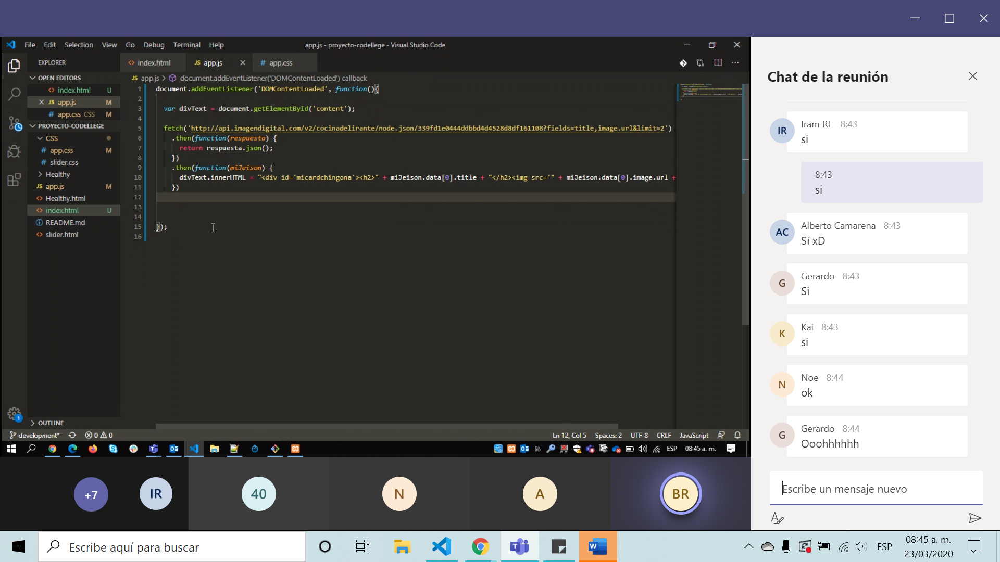 File Edit Selection View Go Debug Terminal Help
app.js - proyecto-codellege - Visual Studio Code
EXPLORER
OPEN EDITORS
index.html U
JS app.js M
# app.css CSS M
PROYECTO-CODELLEGE
CSS
# app.css M
# slider.css
Healthy
JS app.js M
Healthy.html
index.html U
README.md
slider.html
OUTLINE
index.html
JS app.js
# app.css
JS app.js > document.addEventListener('DOMContentLoaded') callback
1 document.addEventListener('DOMContentLoaded', function(){
2
3 var divText = document.getElementById('content');
4
5 fetch('http://api.imagendigital.com/v2/cocinadelirante/node.json/339fd1e0444ddbbd4d4528d8df161108?fields=title,image.url&limit=2')
6 .then(function(respuesta) {
7 return respuesta.json();
8 })
9 .then(function(miJeison) {
10 divText.innerHTML = "<div id='micardchingona'><h2>" + miJeison.data[0].title + "</h2><img src='" + miJeison.data[0].image.url +
11 })
12
13
14
15 });
16
1
development* 0 0
Ln 12, Col 5 Spaces: 2 UTF-8 CRLF JavaScript
ESP 08:45 a. m.
+7
IR
40
N
A
BR
Chat de la reunión
IR
Iram RE 8:43
si
8:43
si
AC
Alberto Camarena 8:43
Sí xD
G
Gerardo 8:43
Si
K
Kai 8:43
si
N
Noe 8:44
ok
G
Gerardo 8:44
Ooohhhhhh
Escribe un mensaje nuevo
Escribe aquí para buscar
ESP
08:45 a. m.
23/03/2020